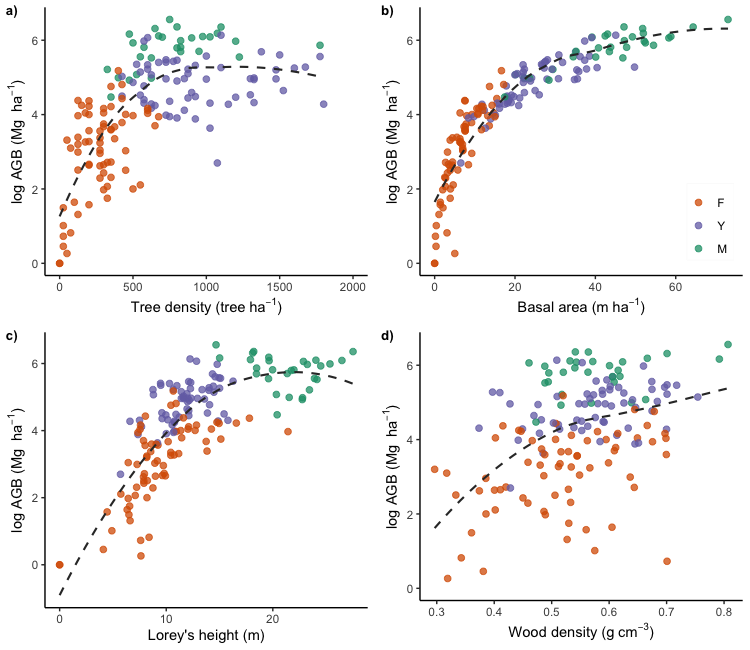 a)
log AGB (Mg ha⁻¹)
6
4
2
0
0 500 1000 1500 2000
Tree density (tree ha⁻¹)
b)
log AGB (Mg ha⁻¹)
6
4
2
0
F
Y
M
0 20 40 60
Basal area (m ha⁻¹)
c)
log AGB (Mg ha⁻¹)
6
4
2
0
0 10 20
Lorey's height (m)
d)
log AGB (Mg ha⁻¹)
6
4
2
0
0.3 0.4 0.5 0.6 0.7 0.8
Wood density (g cm⁻³)